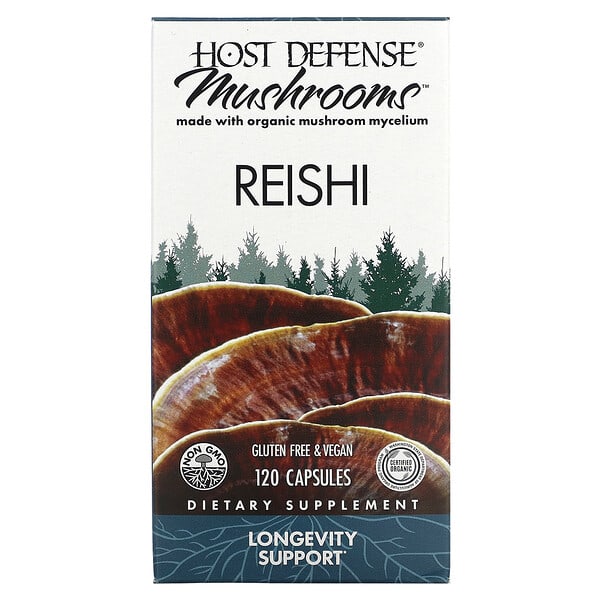 HOST DEFENSE®
Mushrooms™
made with organic mushroom mycelium
REISHI
NON GMO
GLUTEN FREE & VEGAN
120 CAPSULES
CERTIFIED
ORGANIC
DIETARY SUPPLEMENT
LONGEVITY
SUPPORT*